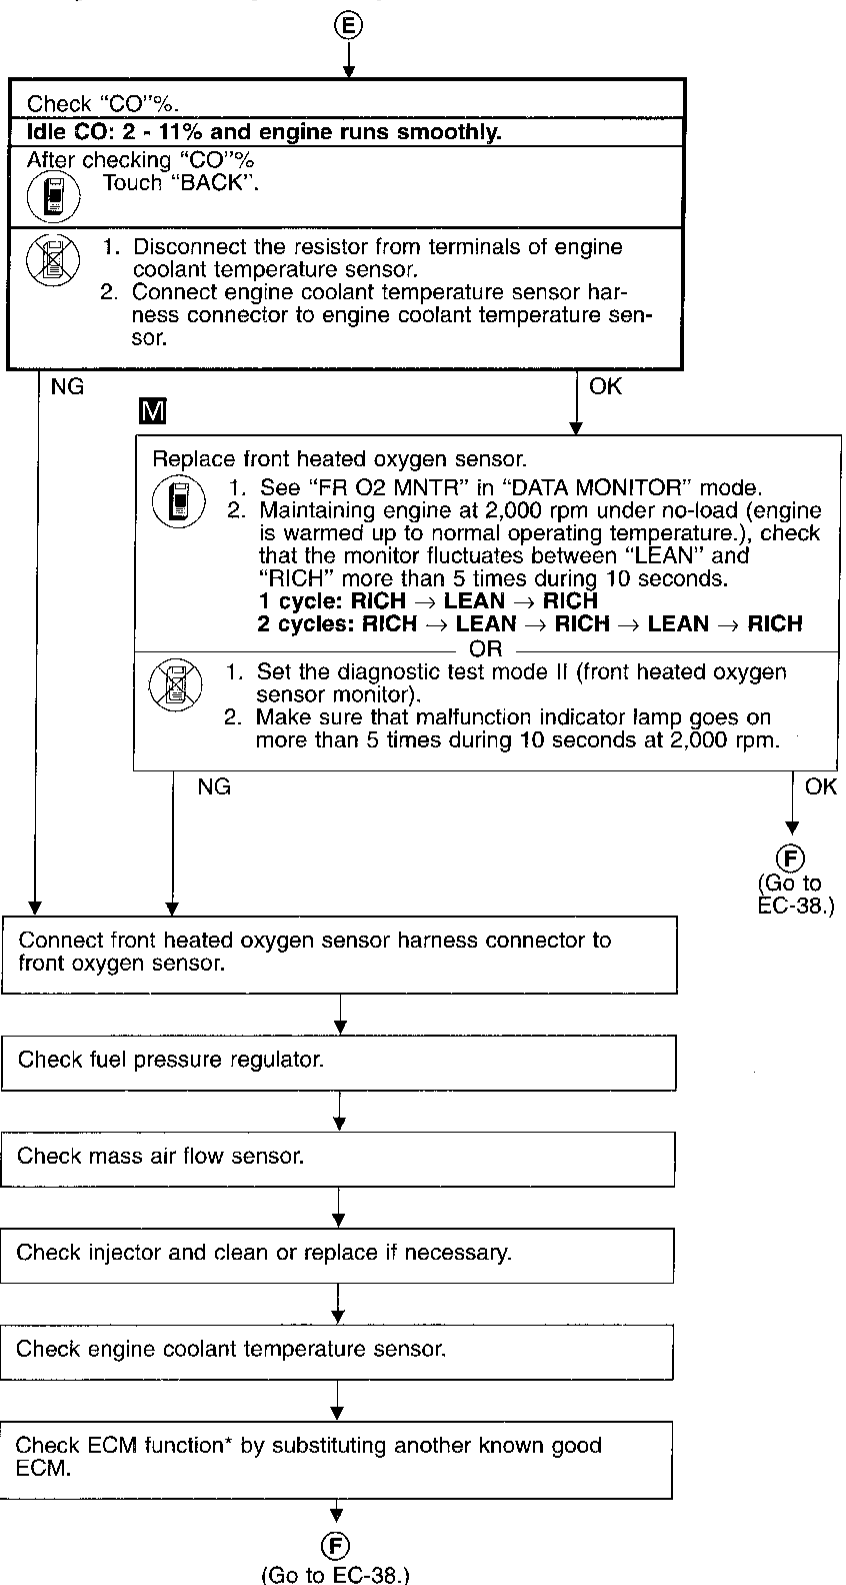 E
Check “CO”%.
Idle CO: 2 - 11% and engine runs smoothly.
After checking “CO”%
Touch “BACK”.
1. Disconnect the resistor from terminals of engine
coolant temperature sensor.
2. Connect engine coolant temperature sensor har-
ness connector to engine coolant temperature sen-
sor.
NG
OK
M
Replace front heated oxygen sensor.
1. See “FR O2 MNTR” in “DATA MONITOR” mode.
2. Maintaining engine at 2,000 rpm under no-load (engine
is warmed up to normal operating temperature.), check
that the monitor fluctuates between “LEAN” and
“RICH” more than 5 times during 10 seconds.
1 cycle: RICH → LEAN → RICH
2 cycles: RICH → LEAN → RICH → LEAN → RICH
OR
1. Set the diagnostic test mode II (front heated oxygen
sensor monitor).
2. Make sure that malfunction indicator lamp goes on
more than 5 times during 10 seconds at 2,000 rpm.
NG
OK
F
(Go to
EC-38.)
Connect front heated oxygen sensor harness connector to
front oxygen sensor.
Check fuel pressure regulator.
Check mass air flow sensor.
Check injector and clean or replace if necessary.
Check engine coolant temperature sensor.
Check ECM function* by substituting another known good
ECM.
F
(Go to EC-38.)